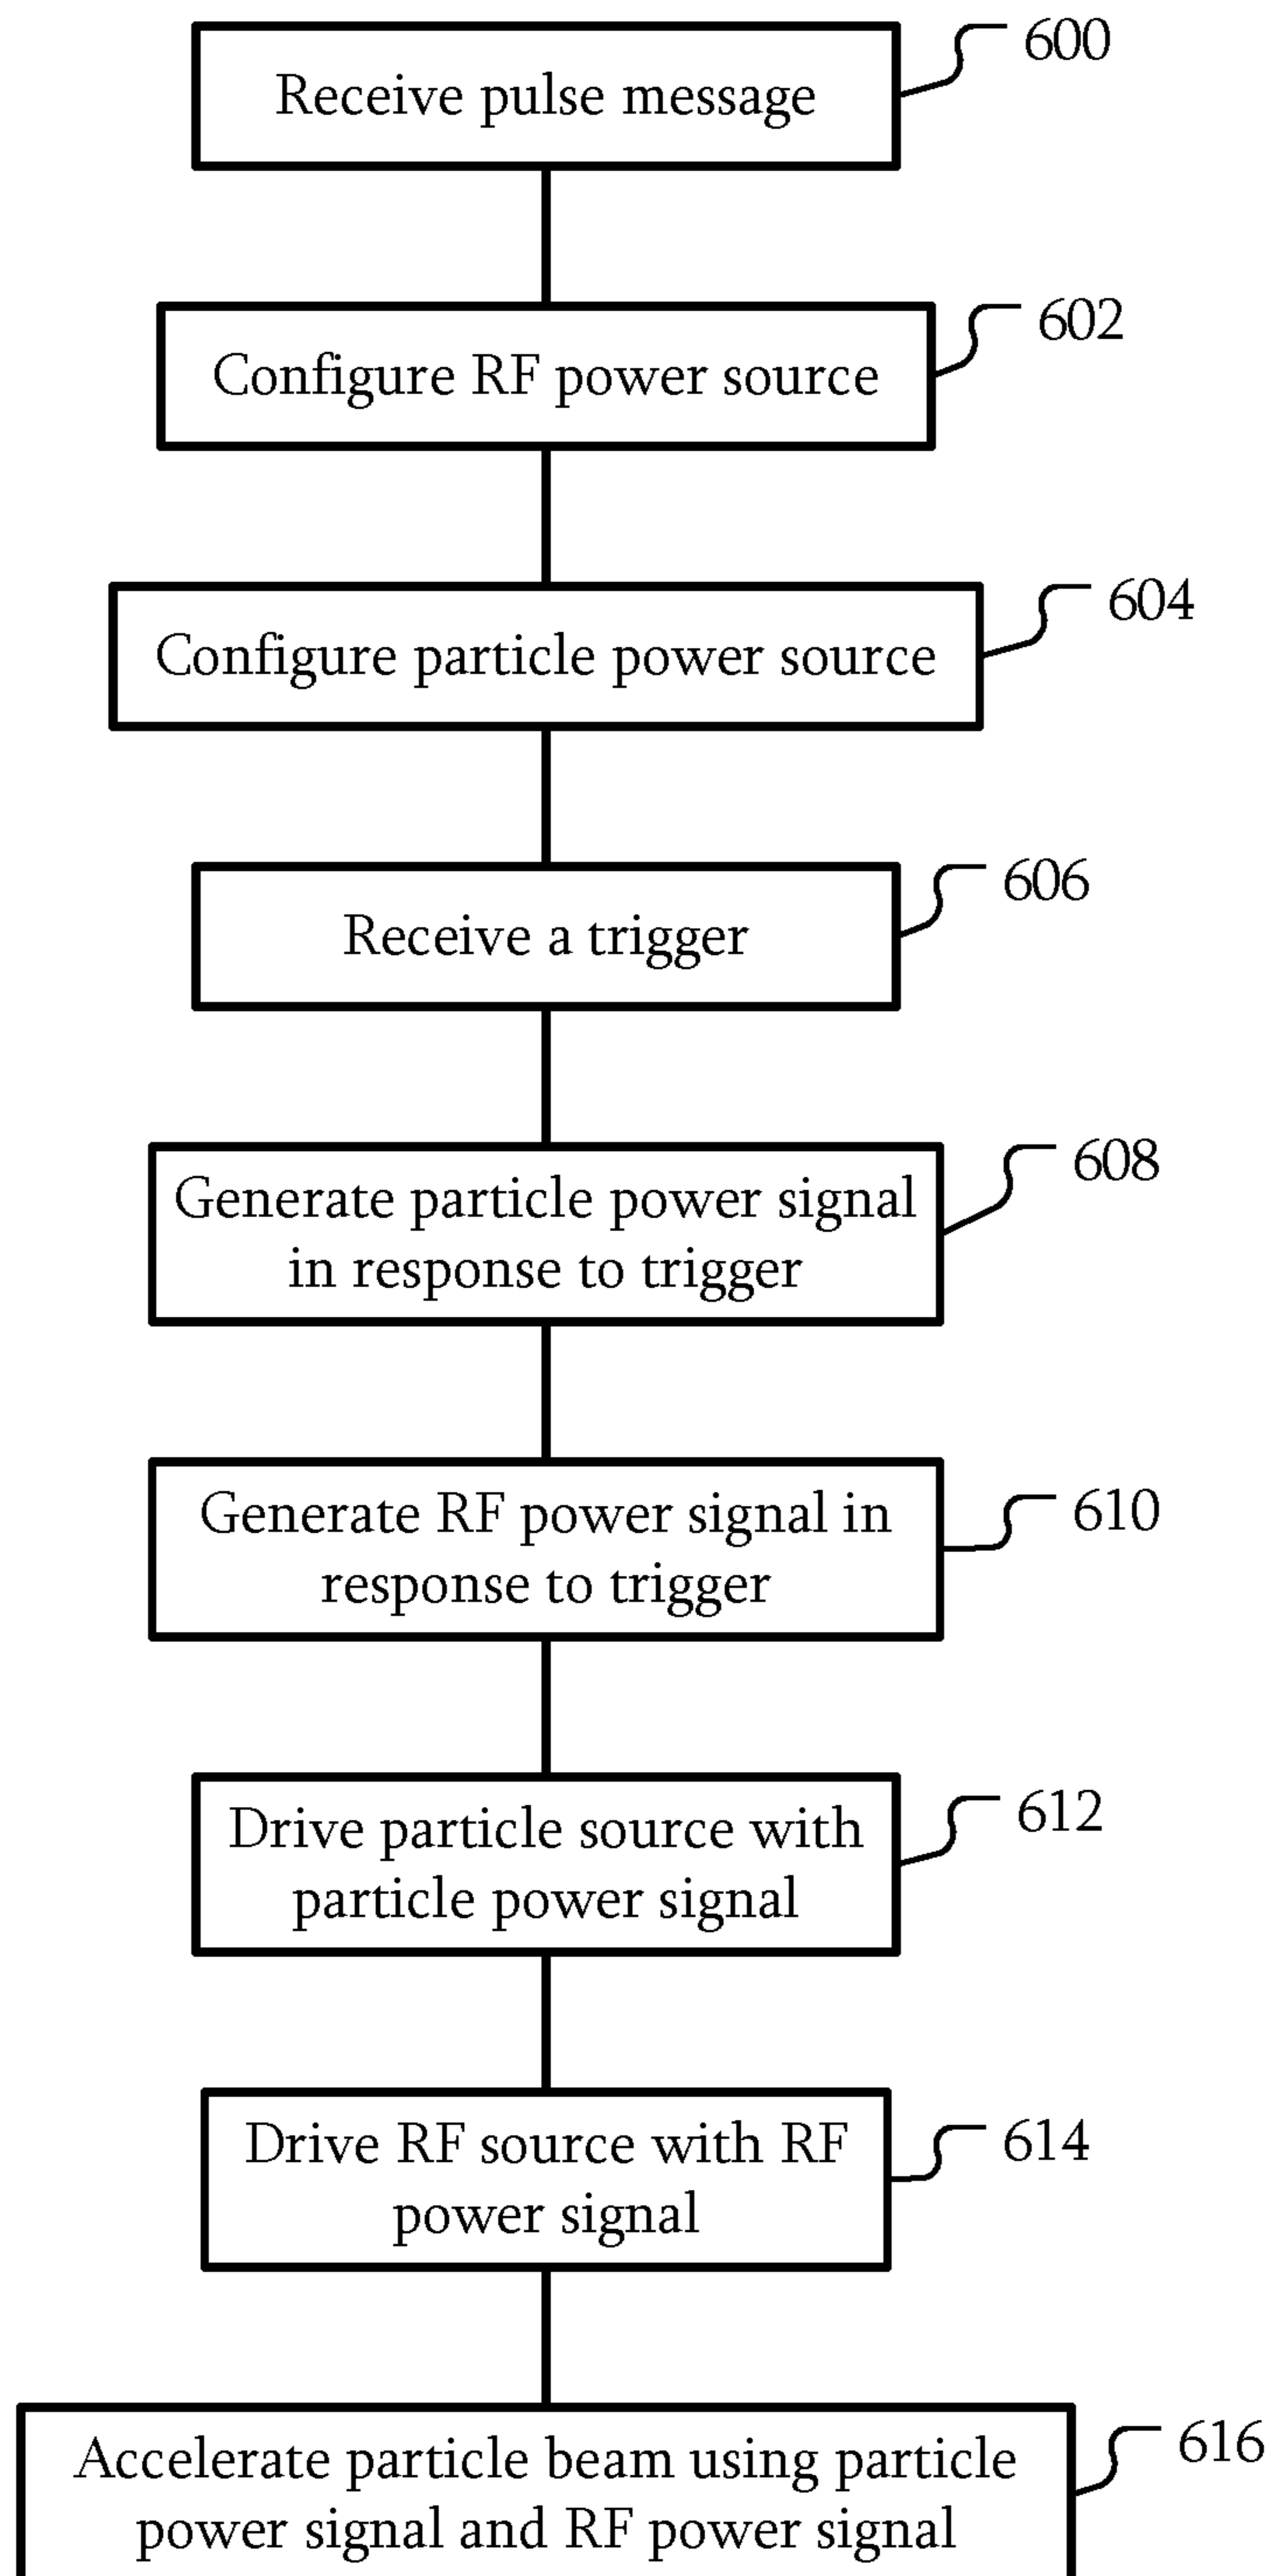 Receive pulse message
600
Configure RF power source
602
Configure particle power source
604
Receive a trigger
606
Generate particle power signal
in response to trigger
608
Generate RF power signal in
response to trigger
610
Drive particle source with
particle power signal
612
Drive RF source with RF
power signal
614
Accelerate particle beam using particle
power signal and RF power signal
616